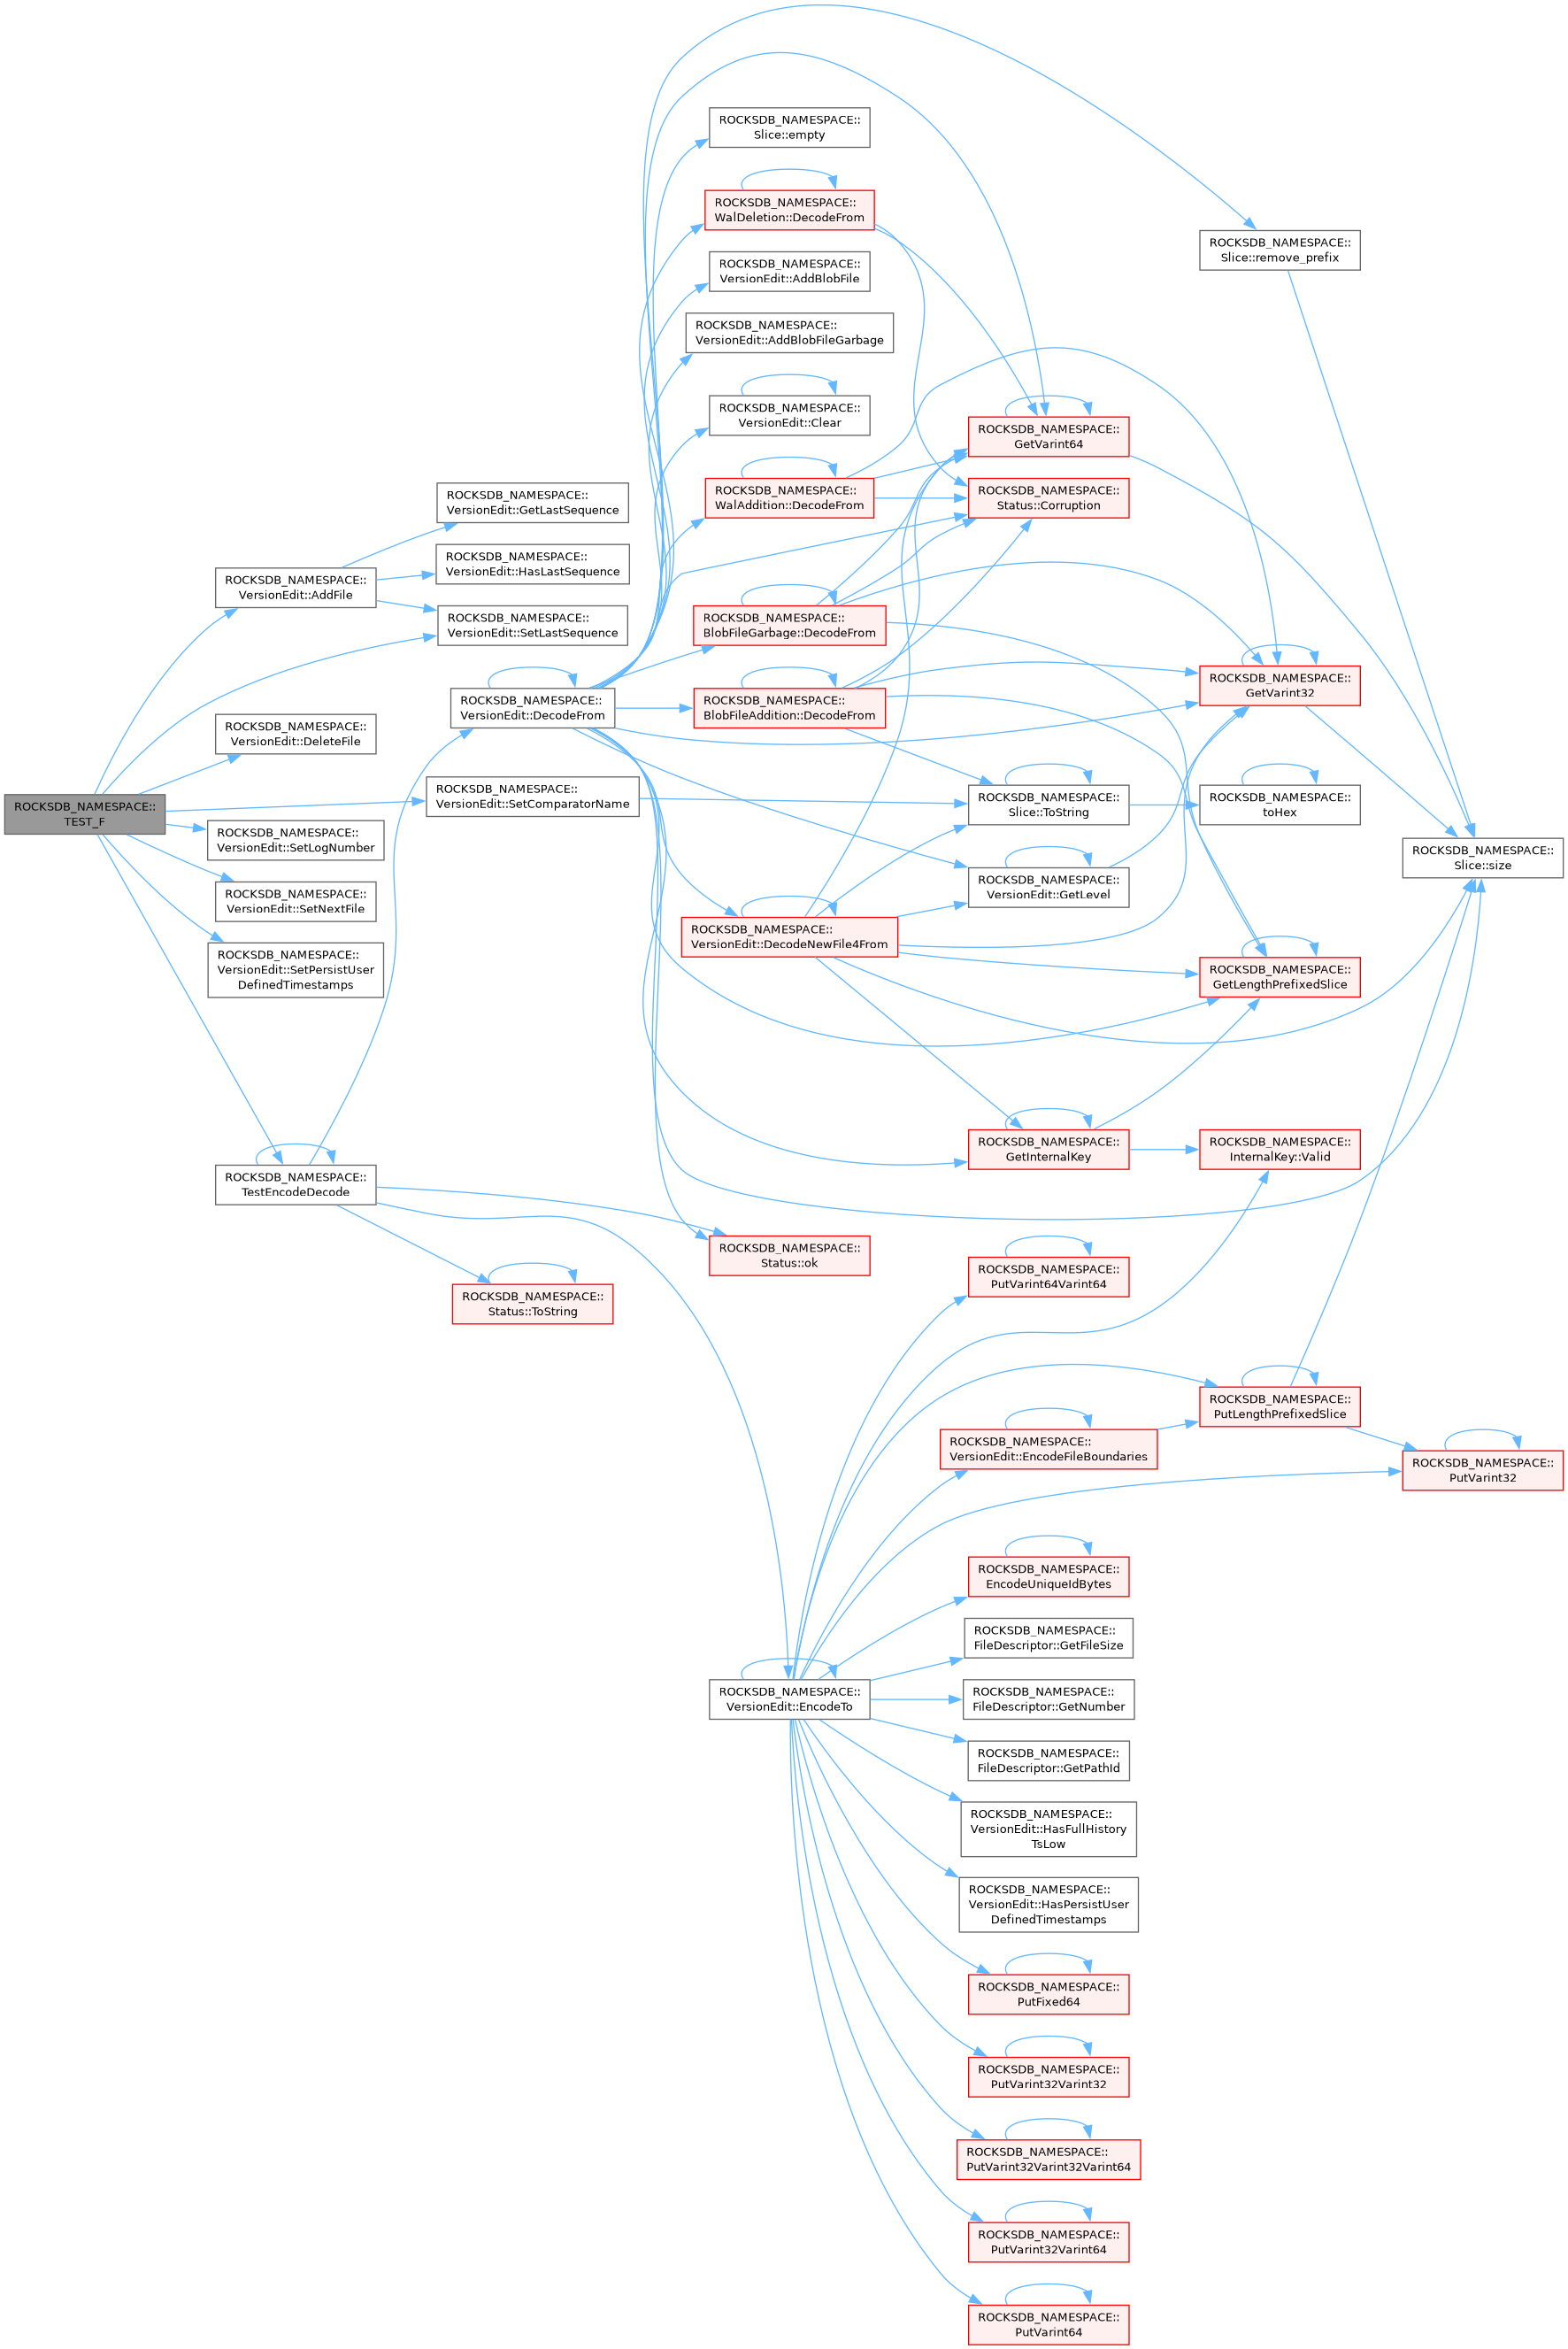 ROCKSDB_NAMESPACE::
Slice::empty
ROCKSDB_NAMESPACE::
WalDeletion::DecodeFrom
ROCKSDB_NAMESPACE::
Slice::remove_prefix
ROCKSDB_NAMESPACE::
VersionEdit::AddBlobFile
ROCKSDB_NAMESPACE::
VersionEdit::AddBlobFileGarbage
ROCKSDB_NAMESPACE::
VersionEdit::Clear
ROCKSDB_NAMESPACE::
GetVarint64
ROCKSDB_NAMESPACE::
VersionEdit::GetLastSequence
ROCKSDB_NAMESPACE::
WalAddition::DecodeFrom
ROCKSDB_NAMESPACE::
Status::Corruption
ROCKSDB_NAMESPACE::
VersionEdit::HasLastSequence
ROCKSDB_NAMESPACE::
VersionEdit::AddFile
ROCKSDB_NAMESPACE::
VersionEdit::SetLastSequence
ROCKSDB_NAMESPACE::
BlobFileGarbage::DecodeFrom
ROCKSDB_NAMESPACE::
GetVarint32
ROCKSDB_NAMESPACE::
VersionEdit::DecodeFrom
ROCKSDB_NAMESPACE::
BlobFileAddition::DecodeFrom
ROCKSDB_NAMESPACE::
VersionEdit::DeleteFile
ROCKSDB_NAMESPACE::
TEST_F
ROCKSDB_NAMESPACE::
VersionEdit::SetComparatorName
ROCKSDB_NAMESPACE::
Slice::ToString
ROCKSDB_NAMESPACE::
toHex
ROCKSDB_NAMESPACE::
VersionEdit::SetLogNumber
ROCKSDB_NAMESPACE::
Slice::size
ROCKSDB_NAMESPACE::
VersionEdit::SetNextFile
ROCKSDB_NAMESPACE::
VersionEdit::GetLevel
ROCKSDB_NAMESPACE::
VersionEdit::DecodeNewFile4From
ROCKSDB_NAMESPACE::
VersionEdit::SetPersistUser
DefinedTimestamps
ROCKSDB_NAMESPACE::
GetLengthPrefixedSlice
ROCKSDB_NAMESPACE::
GetInternalKey
ROCKSDB_NAMESPACE::
InternalKey::Valid
ROCKSDB_NAMESPACE::
TestEncodeDecode
ROCKSDB_NAMESPACE::
Status::ok
ROCKSDB_NAMESPACE::
PutVarint64Varint64
ROCKSDB_NAMESPACE::
Status::ToString
ROCKSDB_NAMESPACE::
PutLengthPrefixedSlice
ROCKSDB_NAMESPACE::
VersionEdit::EncodeFileBoundaries
ROCKSDB_NAMESPACE::
PutVarint32
ROCKSDB_NAMESPACE::
EncodeUniqueIdBytes
ROCKSDB_NAMESPACE::
FileDescriptor::GetFileSize
ROCKSDB_NAMESPACE::
VersionEdit::EncodeTo
ROCKSDB_NAMESPACE::
FileDescriptor::GetNumber
ROCKSDB_NAMESPACE::
FileDescriptor::GetPathId
ROCKSDB_NAMESPACE::
VersionEdit::HasFullHistory
TsLow
ROCKSDB_NAMESPACE::
VersionEdit::HasPersistUser
DefinedTimestamps
ROCKSDB_NAMESPACE::
PutFixed64
ROCKSDB_NAMESPACE::
PutVarint32Varint32
ROCKSDB_NAMESPACE::
PutVarint32Varint32Varint64
ROCKSDB_NAMESPACE::
PutVarint32Varint64
ROCKSDB_NAMESPACE::
PutVarint64